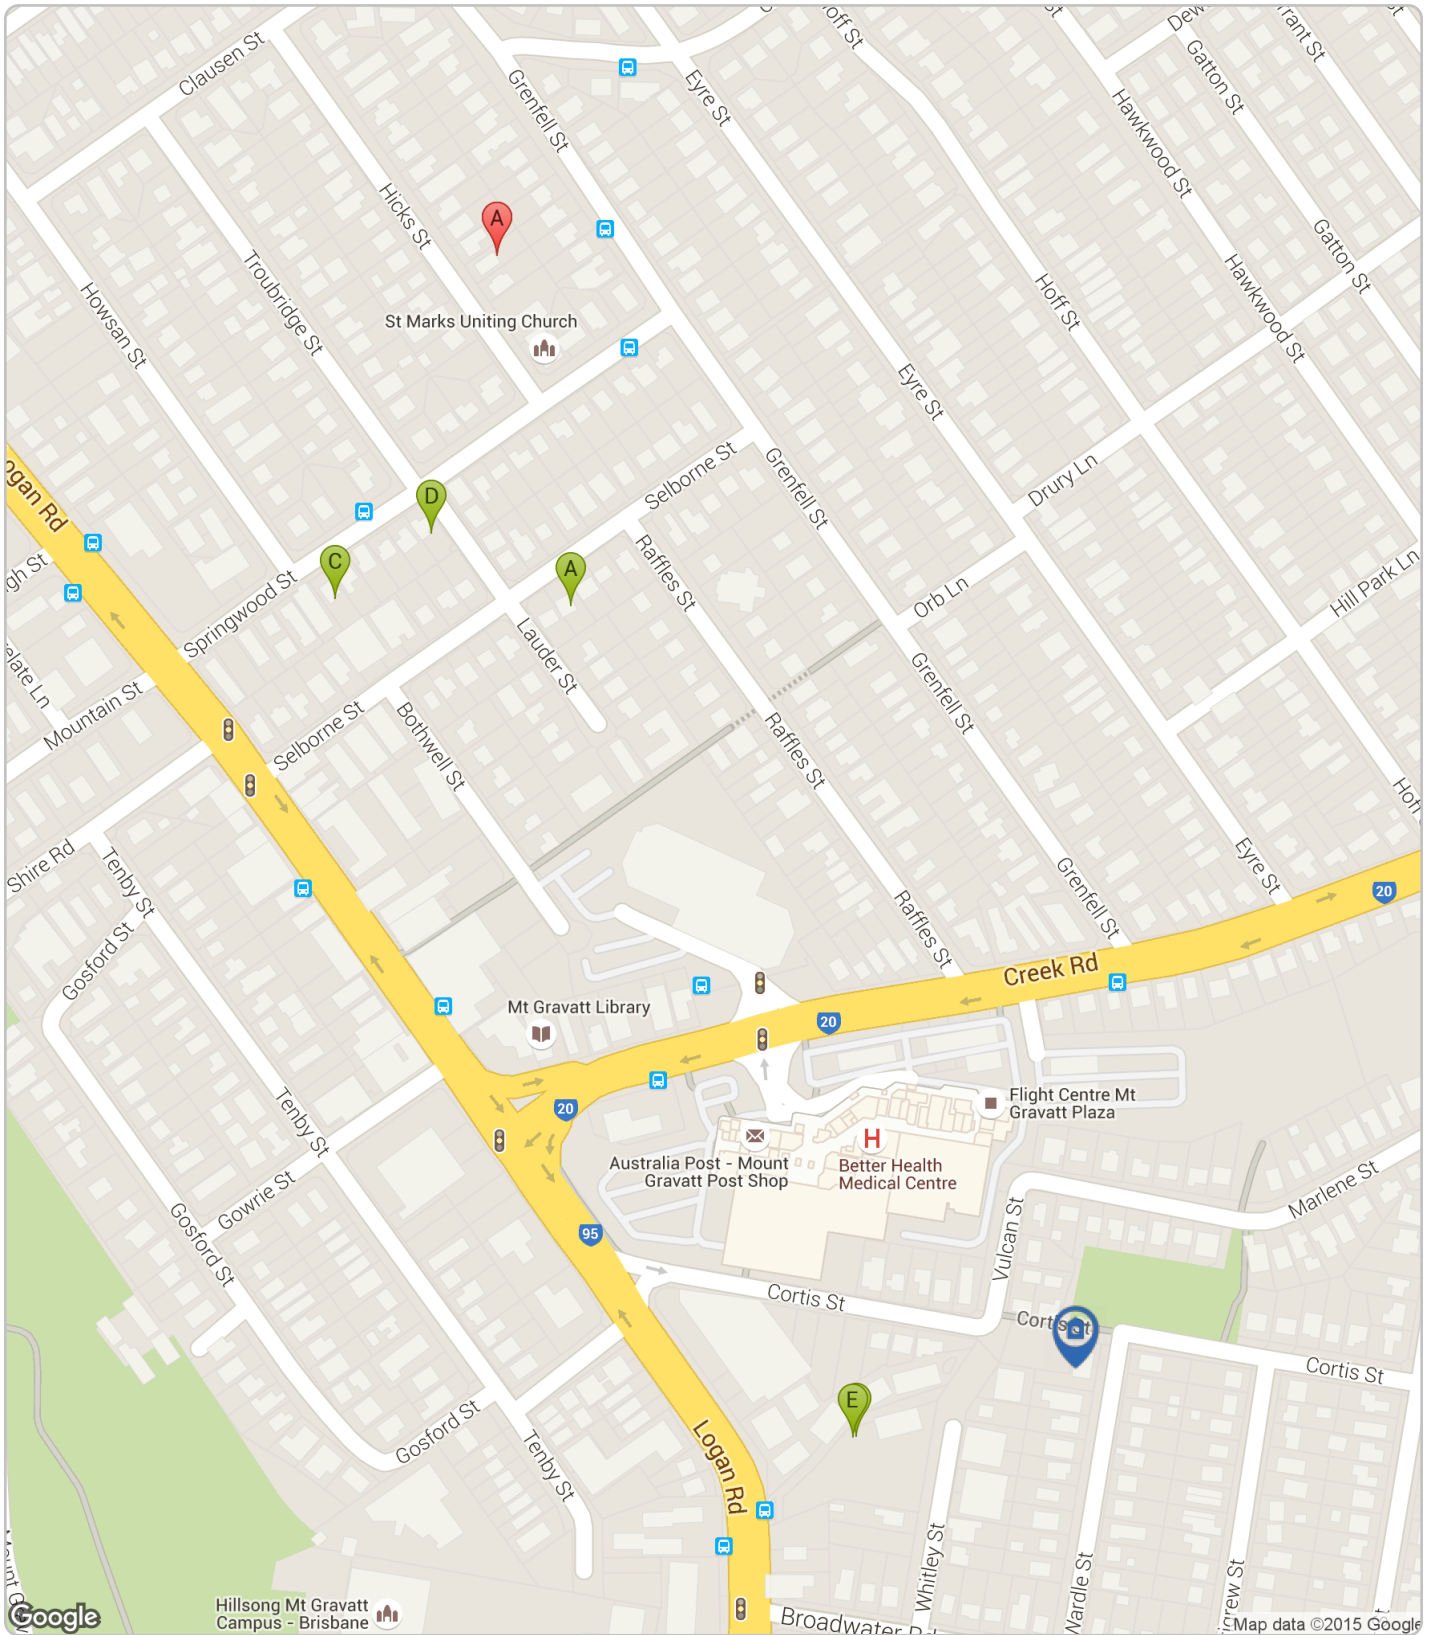 Clausen St
Grenfell St
Eyre St
off St
Gatton St
Hawkwood St
Hicks St
A
Troubridge St
Howsan St
Gatton St
Hawkwood St
Hoff St
St Marks Uniting Church
Eyre St
Logan Rd
D
Selborne St
Grenfell St
Drury Ln
C
A
Raffles St
Springwood St
Orb Ln
Hill Park Ln
Lauder St
Mountain St
Grenfell St
Selborne St
Bothwell St
Raffles St
Shire Rd
Tenby St
Eyre St
Grenfell St
20
Raffles St
Gosford St
Creek Rd
Mt Gravatt Library
20
Flight Centre Mt
Gravatt Plaza
20
Tenby St
Australia Post - Mount
Gravatt Post Shop
H
Better Health
Medical Centre
Marlene St
Gowrie St
Gosford St
95
Vulcan St
Cortis St
Cortis St
Cortis St
E
Gosford St
Logan Rd
Tenby St
Whitley St
Wardle St
Hillsong Mt Gravatt
Campus - Brisbane
Broadwater Rd
Google
Map data ©2015 Google